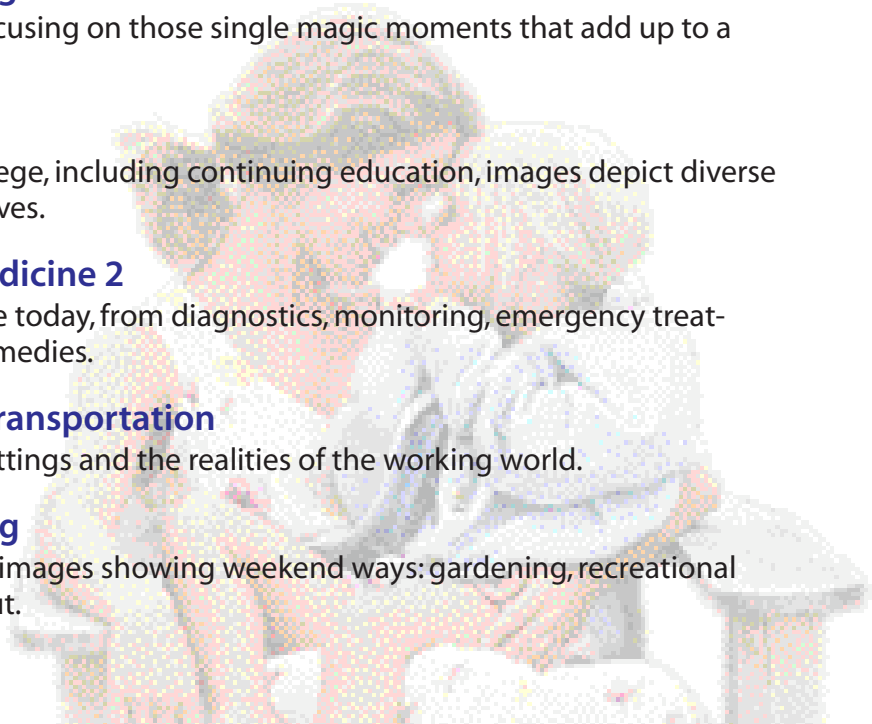 g
cusing on those single magic moments that add up to a
ege, including continuing education, images depict diverse
ves.
dicine 2
e today, from diagnostics, monitoring, emergency treat-
medies.
ransportation
ttings and the realities of the working world.
g
images showing weekend ways: gardening, recreational
ut.